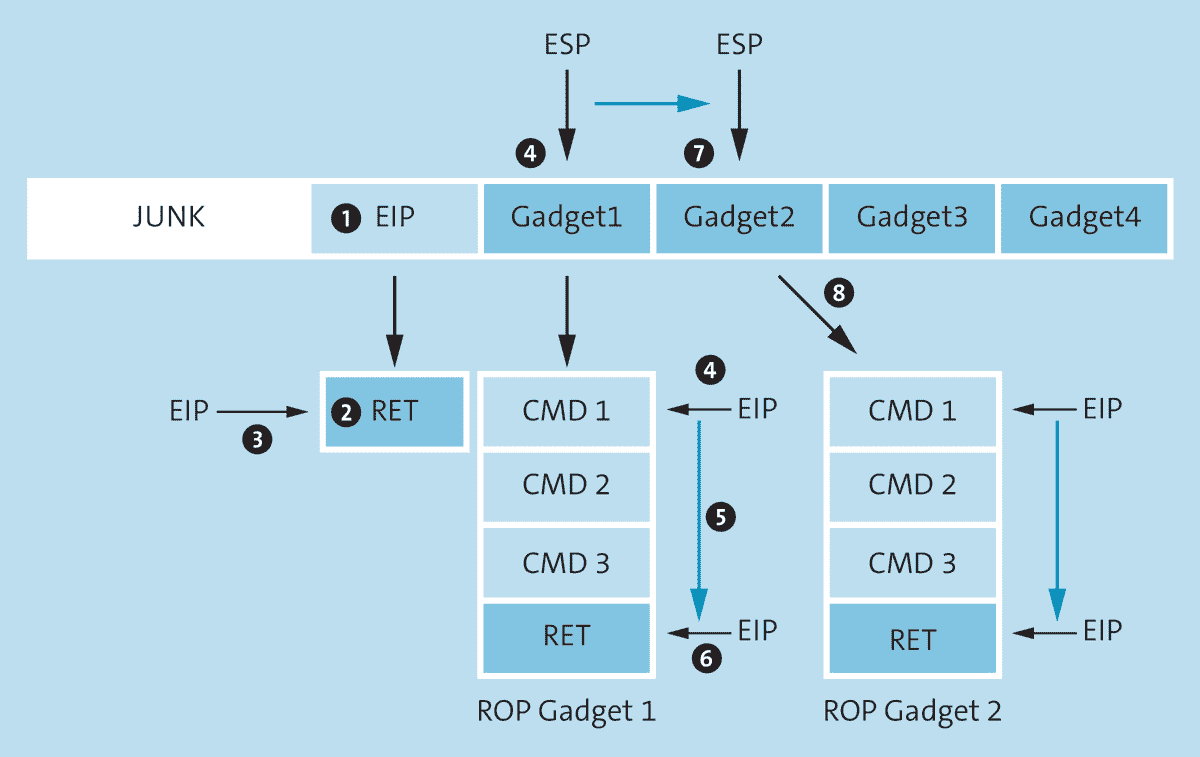 ESP ESP
4 7
JUNK 1 EIP Gadget1 Gadget2 Gadget3 Gadget4
8
4
EIP 2 RET CMD 1 EIP CMD 1 EIP
3
CMD 2 CMD 2
5
CMD 3 CMD 3
RET EIP RET EIP
6
ROP Gadget 1 ROP Gadget 2